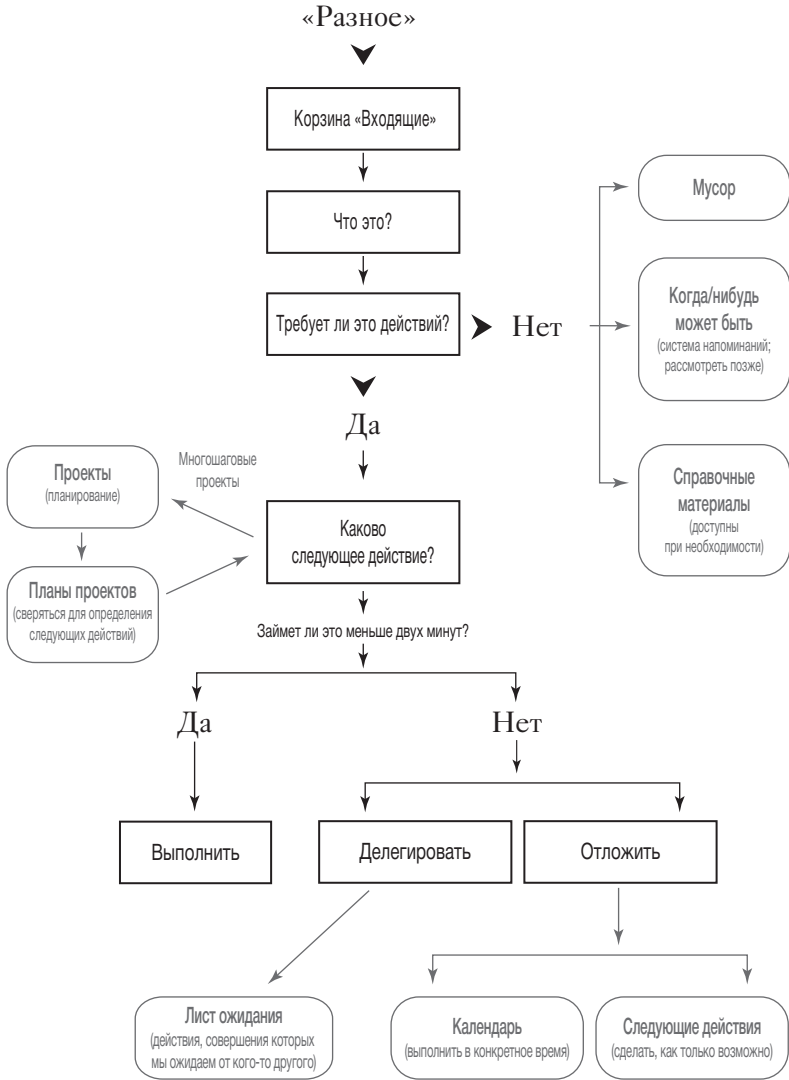 «Разное»
Корзина «Входящие»
Что это?
Требует ли это действий?
Нет
Мусор
Когда/нибудь
может быть
(система напоминаний;
рассмотреть позже)
Справочные
материалы
(доступны
при необходимости)
Да
Многошаговые
проекты
Проекты
(планирование)
Планы проектов
(сверяться для определения
следующих действий)
Каково
следующее действие?
Займет ли это меньше двух минут?
Да
Нет
Выполнить
Делегировать
Отложить
Лист ожидания
(действия, совершения которых
мы ожидаем от кого-то другого)
Календарь
(выполнить в конкретное время)
Следующие действия
(сделать, как только возможно)